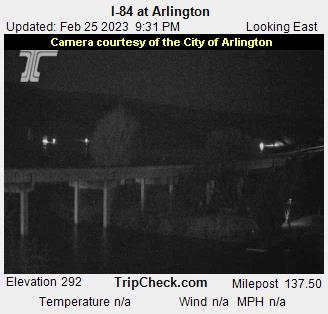 I-84 at Arlington
Updated: Feb 25 2023 9:31 PM Looking East
Camera courtesy of the City of Arlington
Elevation 292 TripCheck.com Milepost 137.50
Temperature n/a Wind n/a MPH n/a